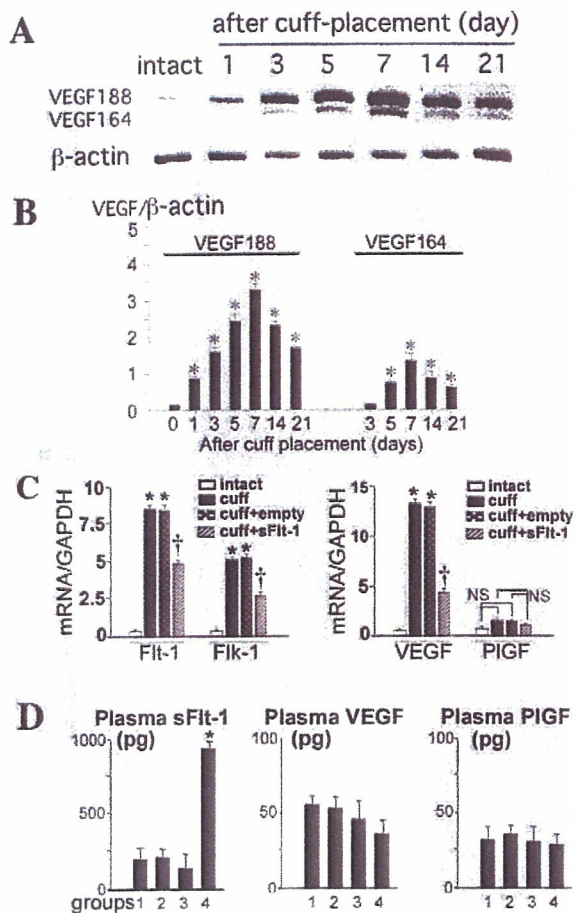 A after cuff-placement (day)
intact 1 3 5 7 14 21
VEGF188
VEGF164
β-actin
B VEGF/β-actin
VEGF188 VEGF164
5
4
3
2
1
0
* * * * * * * * * *
0 1 3 5 7 14 21 3 5 7 14 21
After cuff placement (days)
C
mRNA/GAPDH
10
7.5
5
2.5
0
intact
cuff
cuff+empty
cuff+sFlt-1
* * ‡ * * ‡
Flt-1 Flk-1
mRNA/GAPDH
15
10
5
0
intact
cuff
cuff+empty
cuff+sFlt-1
* * ‡ NS NS
VEGF PlGF
D Plasma sFlt-1 Plasma VEGF Plasma PlGF
1000 (pg) * 100 (pg) 100 (pg)
500 50 50
0 0 0
groups 1 2 3 4 1 2 3 4 1 2 3 4